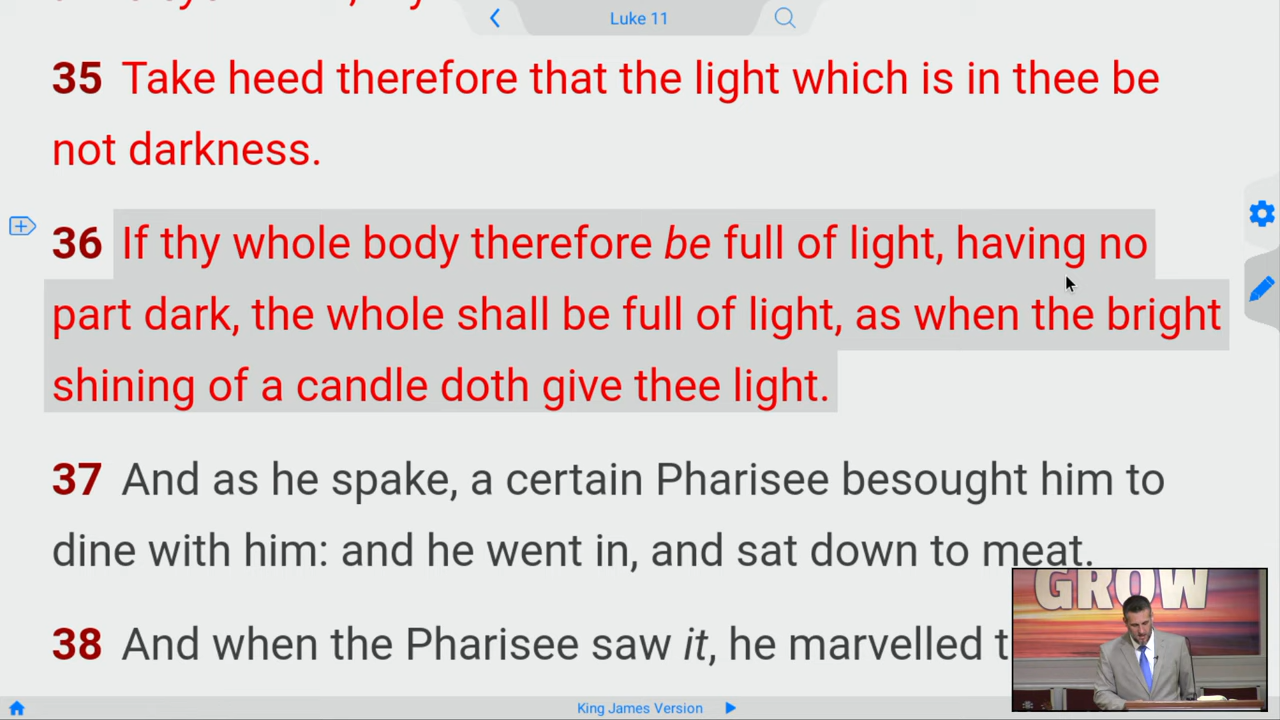 Luke 11
35 Take heed therefore that the light which is in thee be
not darkness.
36 If thy whole body therefore be full of light, having no
part dark, the whole shall be full of light, as when the bright
shining of a candle doth give thee light.
37 And as he spake, a certain Pharisee besought him to
dine with him: and he went in, and sat down to meat.
38 And when the Pharisee saw it, he marvelled
GROW
King James Version